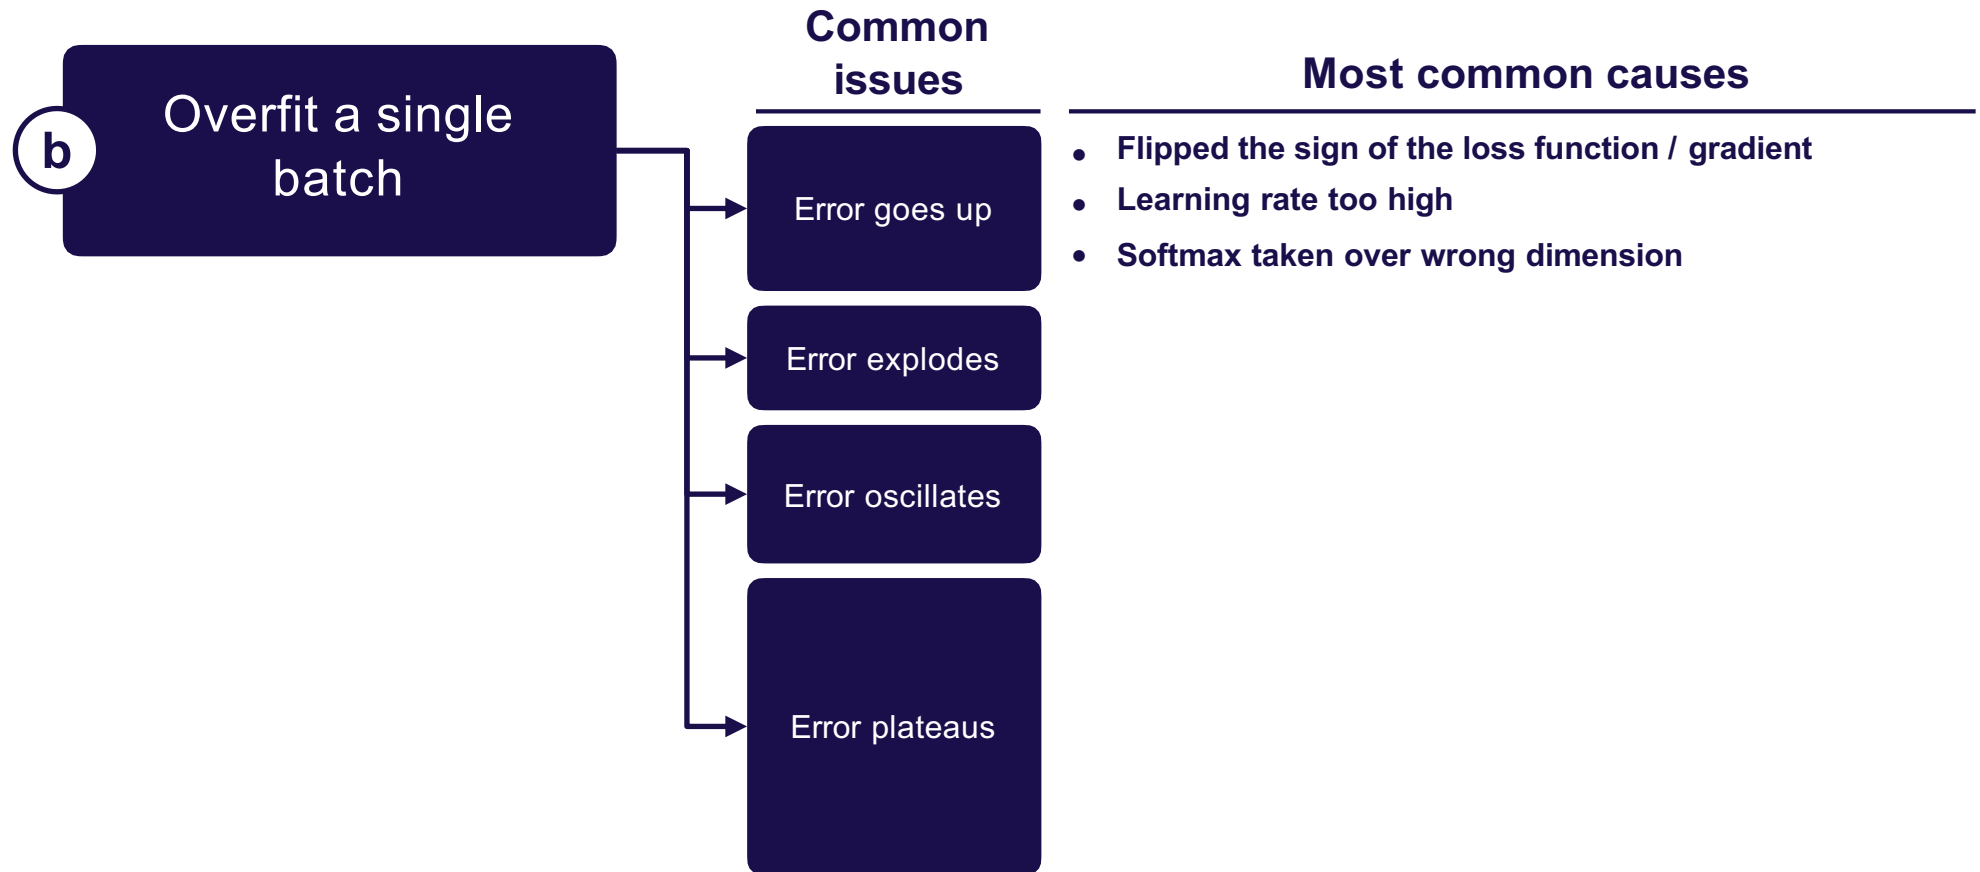 b
Overfit a single
batch
Common
issues
Most common causes
Error goes up
• Flipped the sign of the loss function / gradient
• Learning rate too high
• Softmax taken over wrong dimension
Error explodes
Error oscillates
Error plateaus